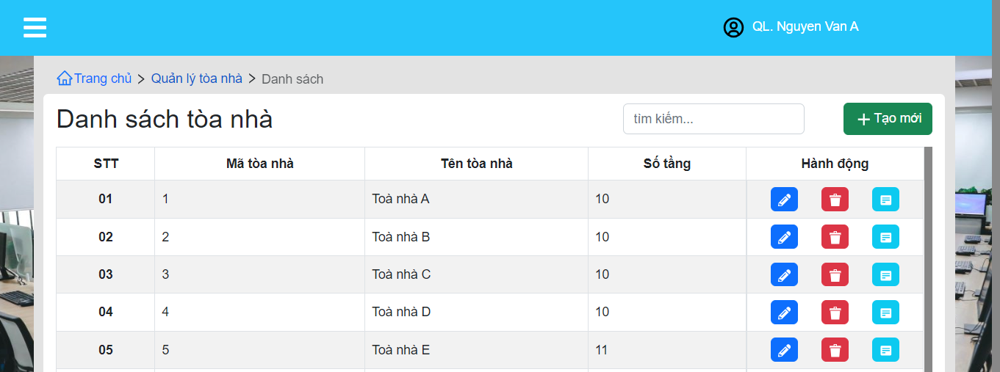 QL. Nguyen Van A
Trang chủ > Quản lý tòa nhà > Danh sách
Danh sách tòa nhà
tìm kiếm...
+ Tạo mới
STT Mã tòa nhà Tên tòa nhà Số tầng Hành động
01 1 Toà nhà A 10
02 2 Toà nhà B 10
03 3 Toà nhà C 10
04 4 Toà nhà D 10
05 5 Toà nhà E 11